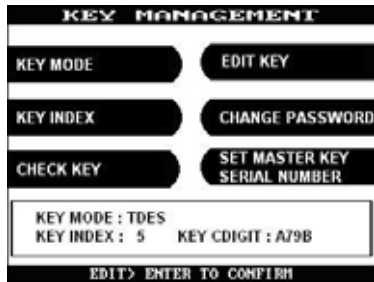 KEY MANAGEMENT
KEY MODE
EDIT KEY
KEY INDEX
CHANGE PASSWORD
CHECK KEY
SET MASTER KEY
SERIAL NUMBER
KEY MODE : TDES
KEY INDEX : 5 KEY CDIGIT : A79B
EDIT> ENTER TO CONFIRM